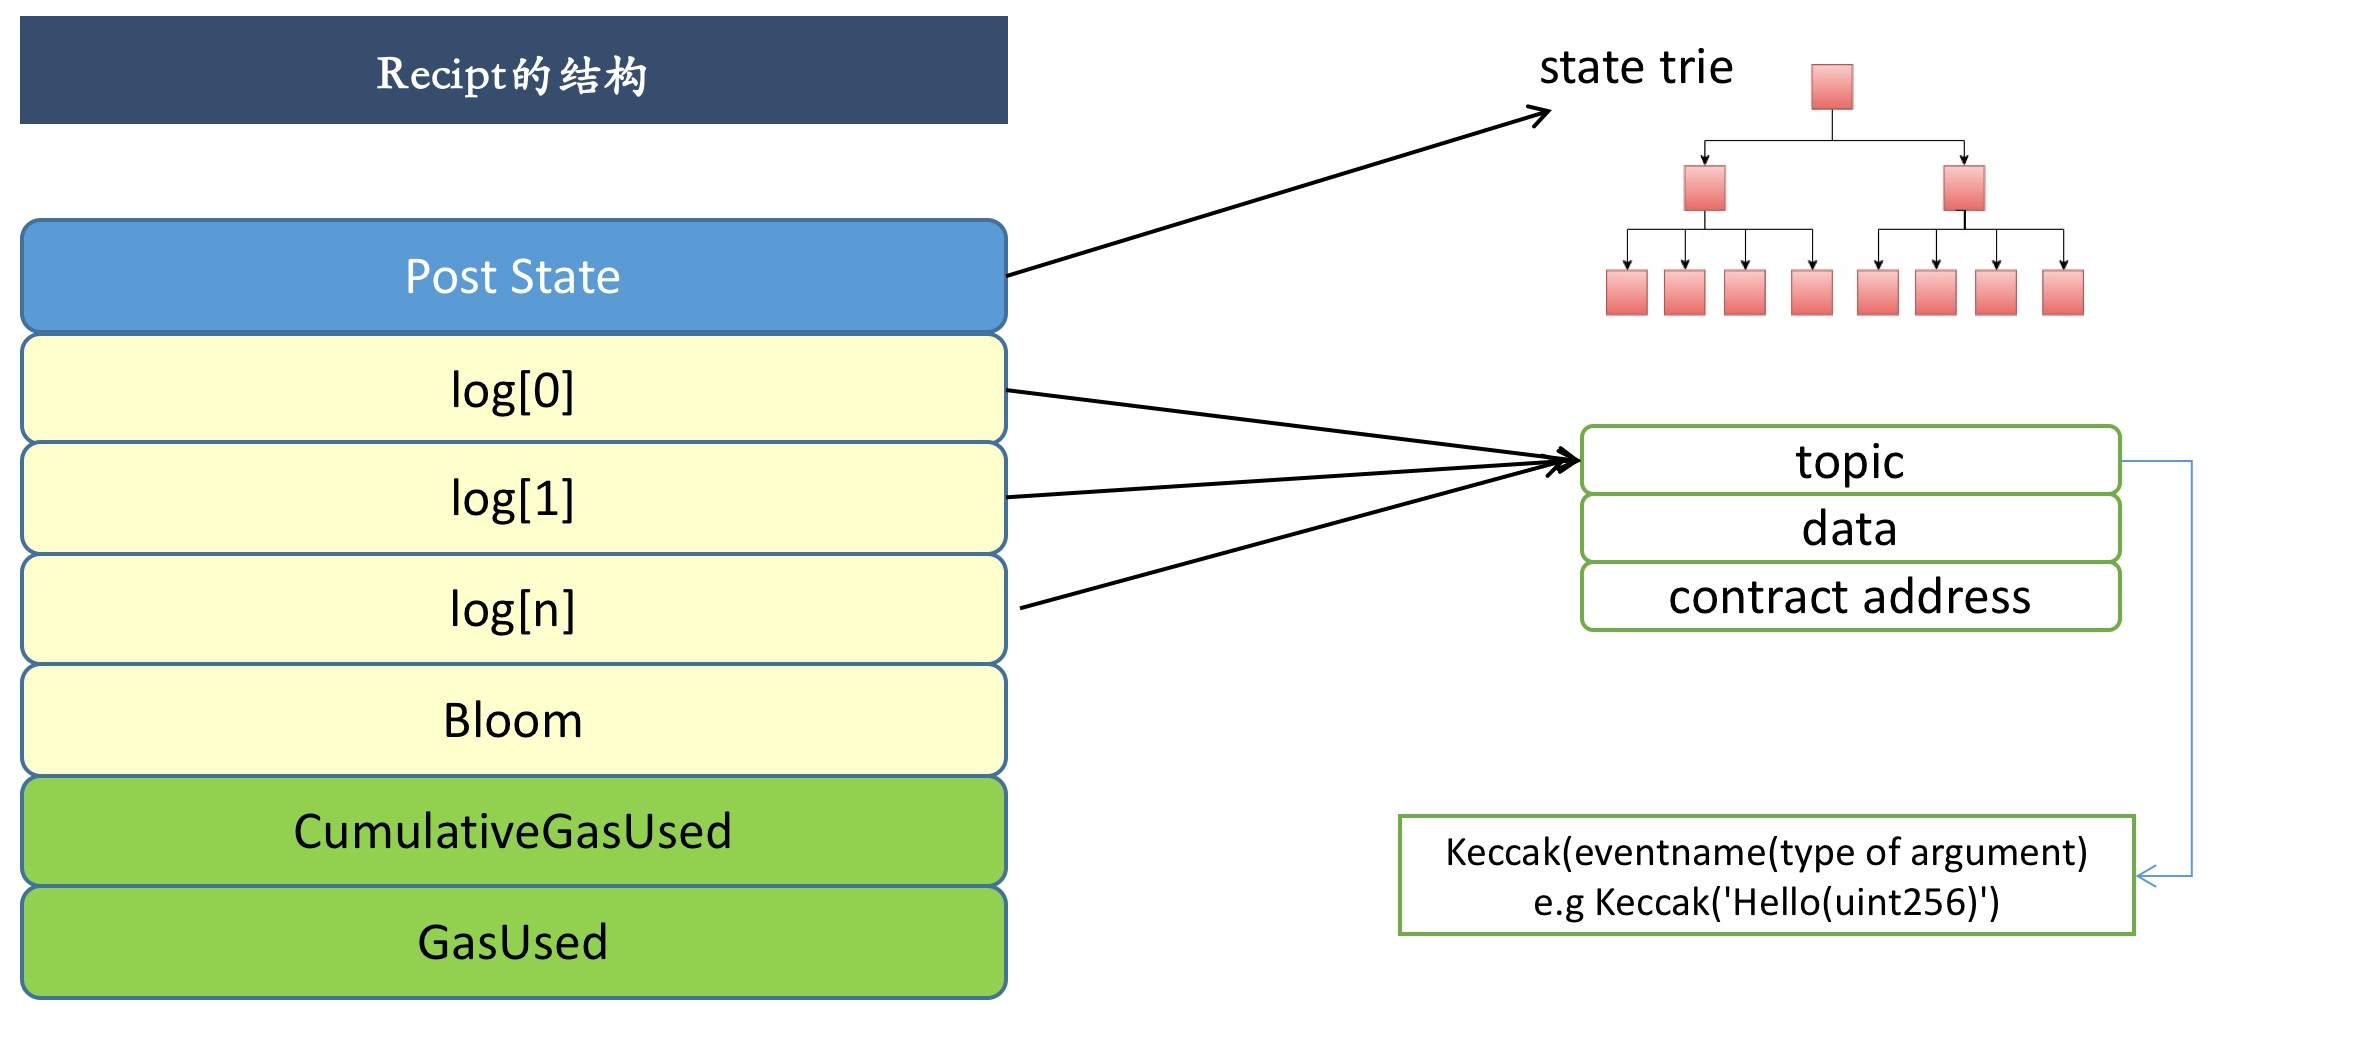 Recipt的结构
Post State
log[0]
log[1]
log[n]
Bloom
CumulativeGasUsed
GasUsed
state trie
topic
data
contract address
Keccak(eventname(type of argument)
e.g Keccak('Hello(uint256)')